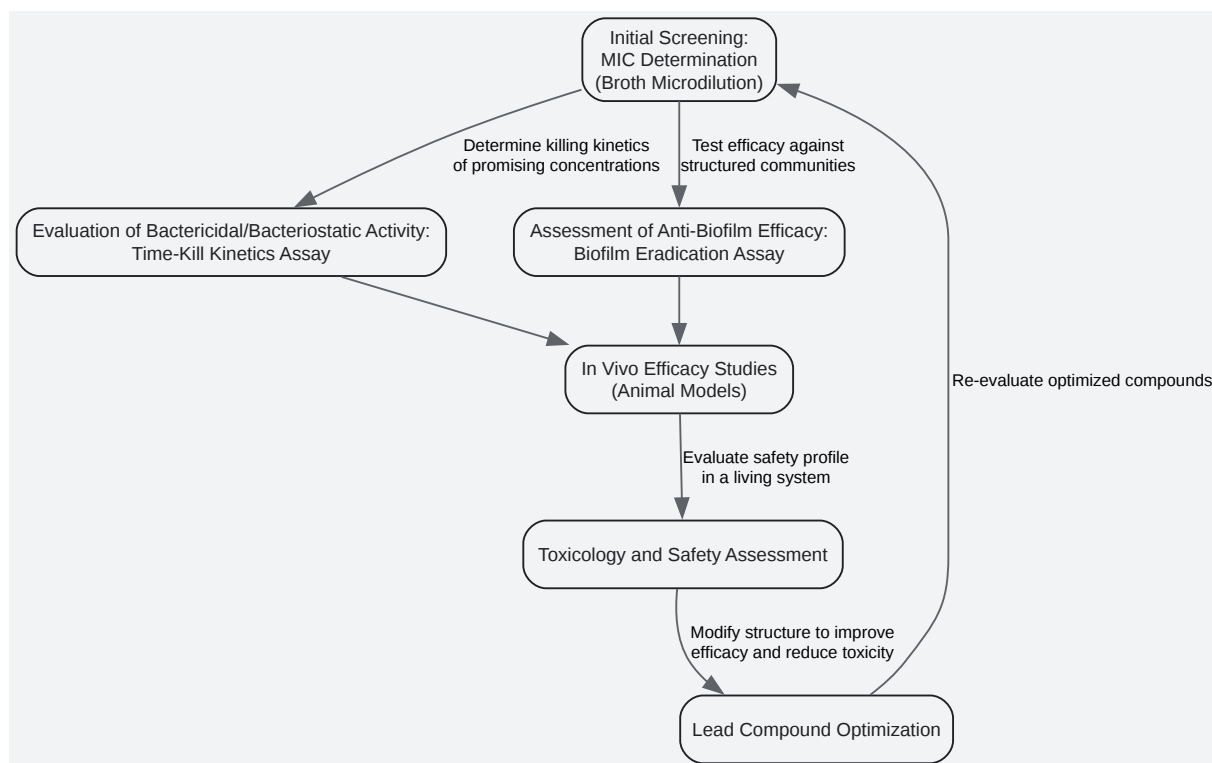 Initial Screening:
MIC Determination
(Broth Microdilution)
Determine killing kinetics
of promising concentrations
Test efficacy against
structured communities
Evaluation of Bactericidal/Bacteriostatic Activity:
Time-Kill Kinetics Assay
Assessment of Anti-Biofilm Efficacy:
Biofilm Eradication Assay
In Vivo Efficacy Studies
(Animal Models)
Re-evaluate optimized compounds
Evaluate safety profile
in a living system
Toxicology and Safety Assessment
Modify structure to improve
efficacy and reduce toxicity
Lead Compound Optimization